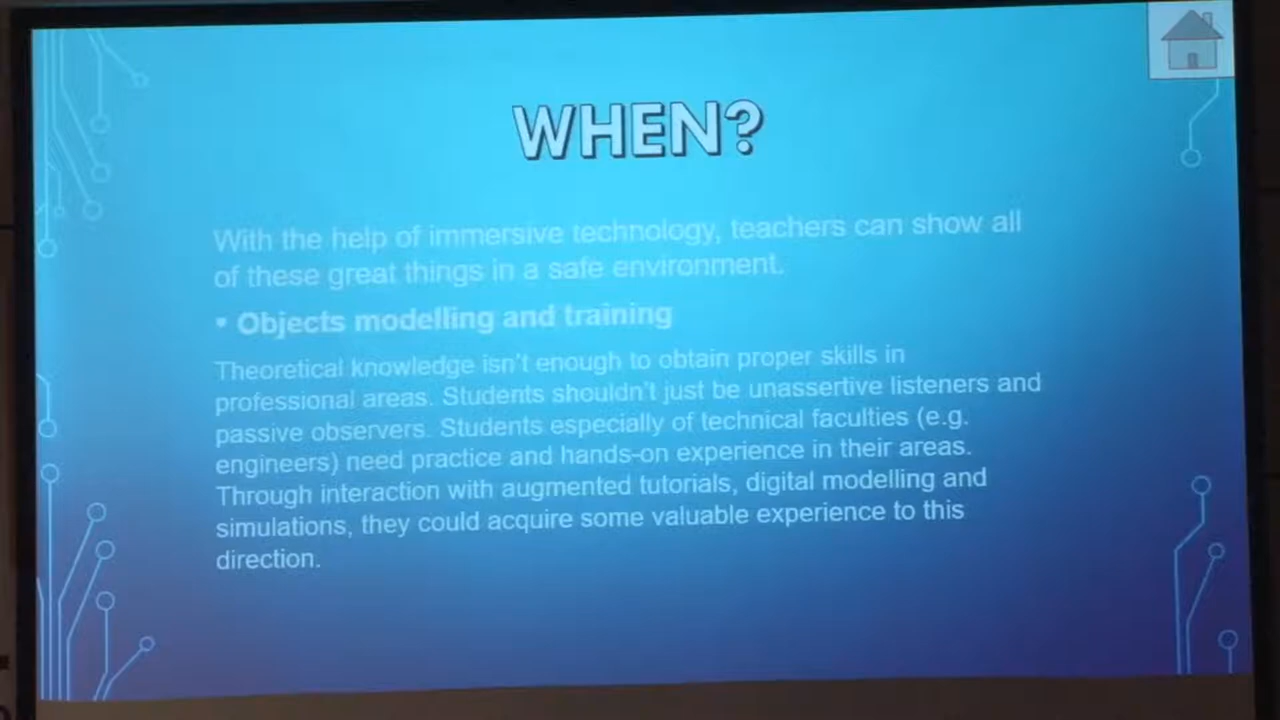 WHEN?
With the help of immersive technology, teachers can show all
of these great things in a safe environment.
• Objects modelling and training
Theoretical knowledge isn't enough to obtain proper skills in
professional areas. Students shouldn't just be unassertive listeners and
passive observers. Students especially of technical faculties (e.g.
engineers) need practice and hands-on experience in their areas.
Through interaction with augmented tutorials, digital modelling and
simulations, they could acquire some valuable experience to this
direction.